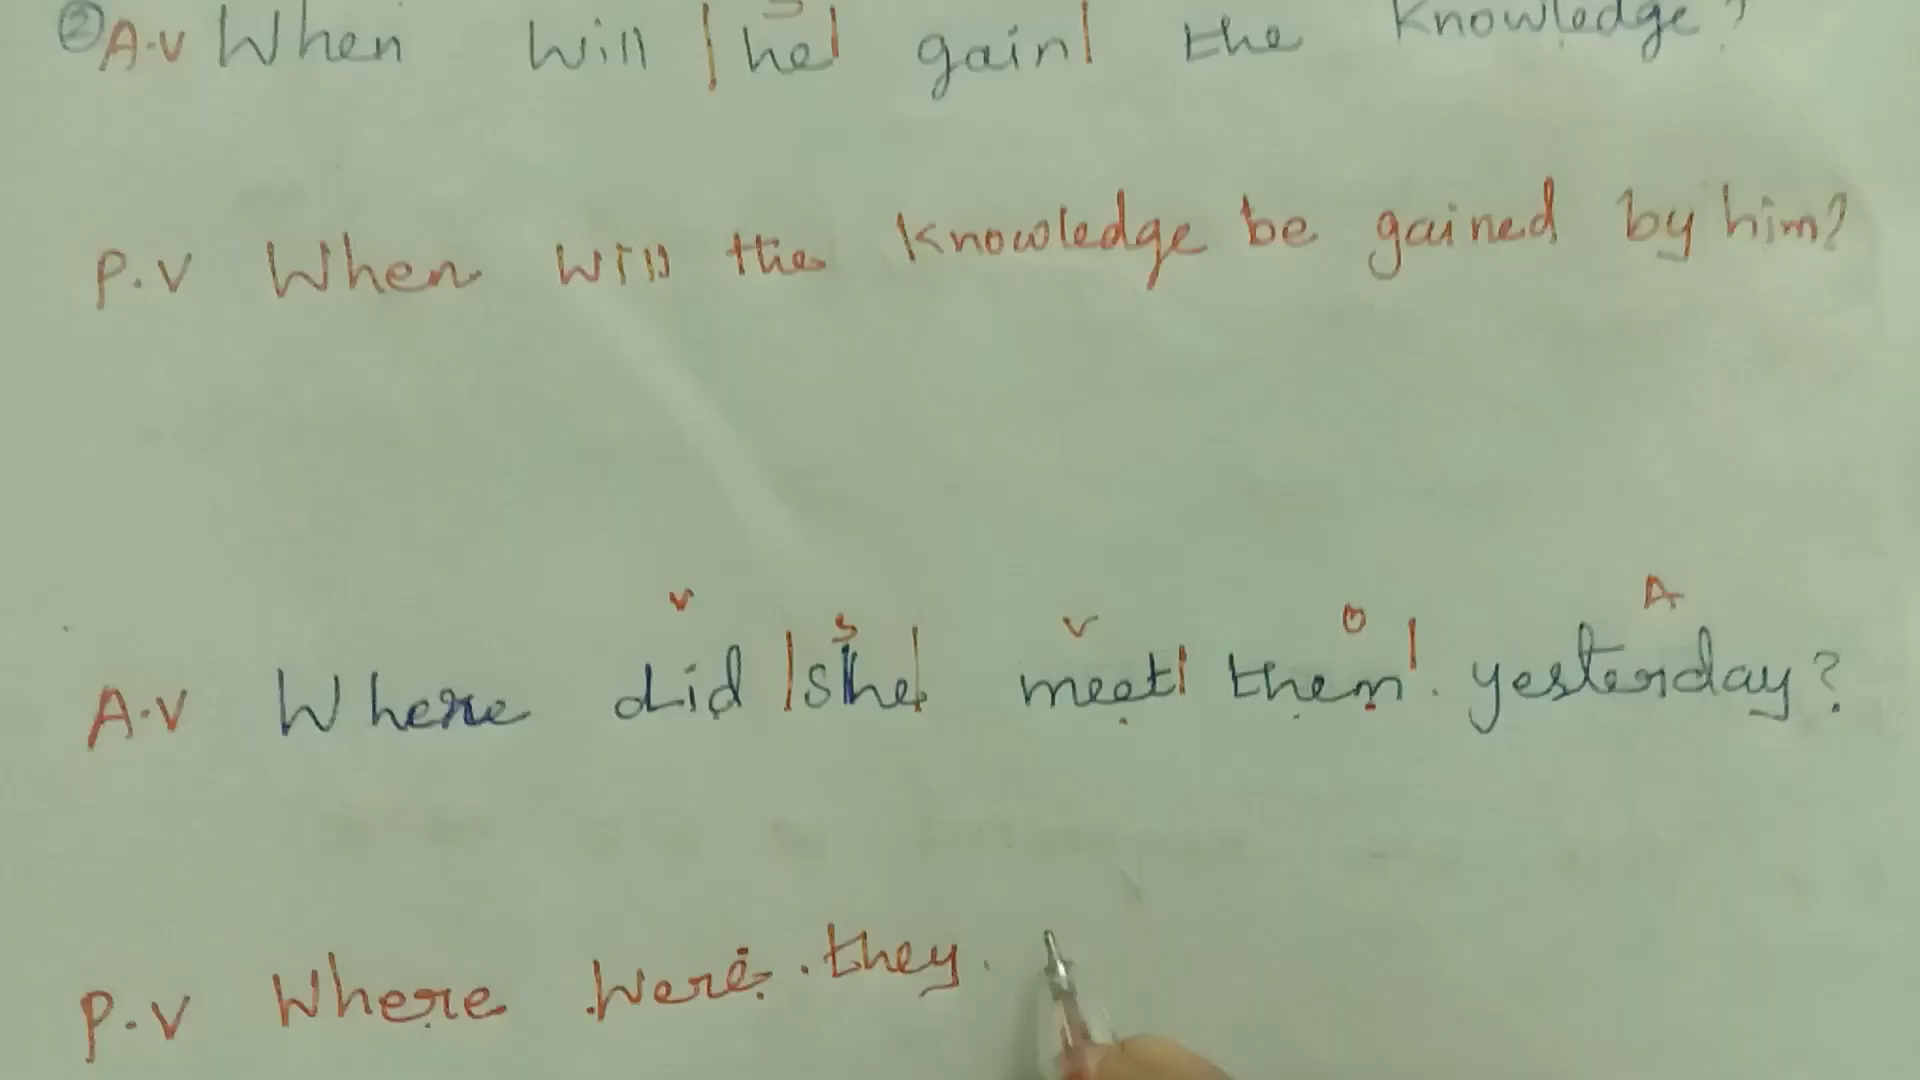 ② A.V When will | he | gain | the Knowledge?
P.V When will the Knowledge be gained by him?
V S V O A
A.V Where did | she | meet | them |. yesterday?
P.V Where were they.